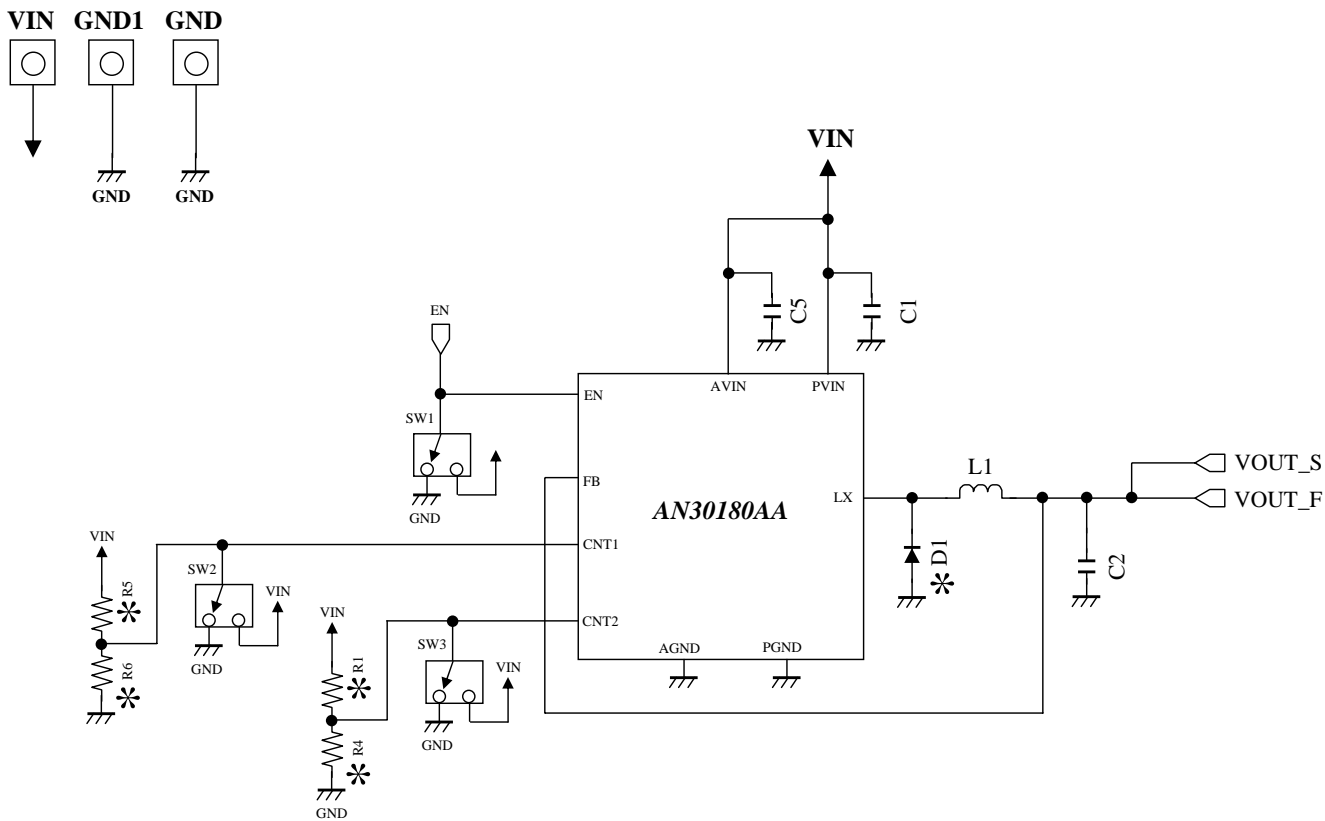 VIN GND1 GND
GND GND
VIN
C5
C1
EN
AVIN PVIN
EN
SW1
GND
FB
AN30180AA
LX
L1
VOUT_S
VOUT_F
* D1
C2
VIN
R5 *
R6 *
SW2
VIN
GND
CNT1
VIN
R1 *
R4 *
GND
SW3
VIN
GND
CNT2
AGND PGND